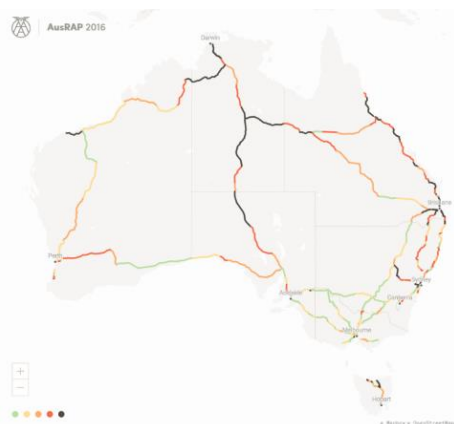 AusRAP 2016
Darwin
Brisbane
Perth
Sydney
Adelaide
Canberra
Melbourne
Hobart
+
−